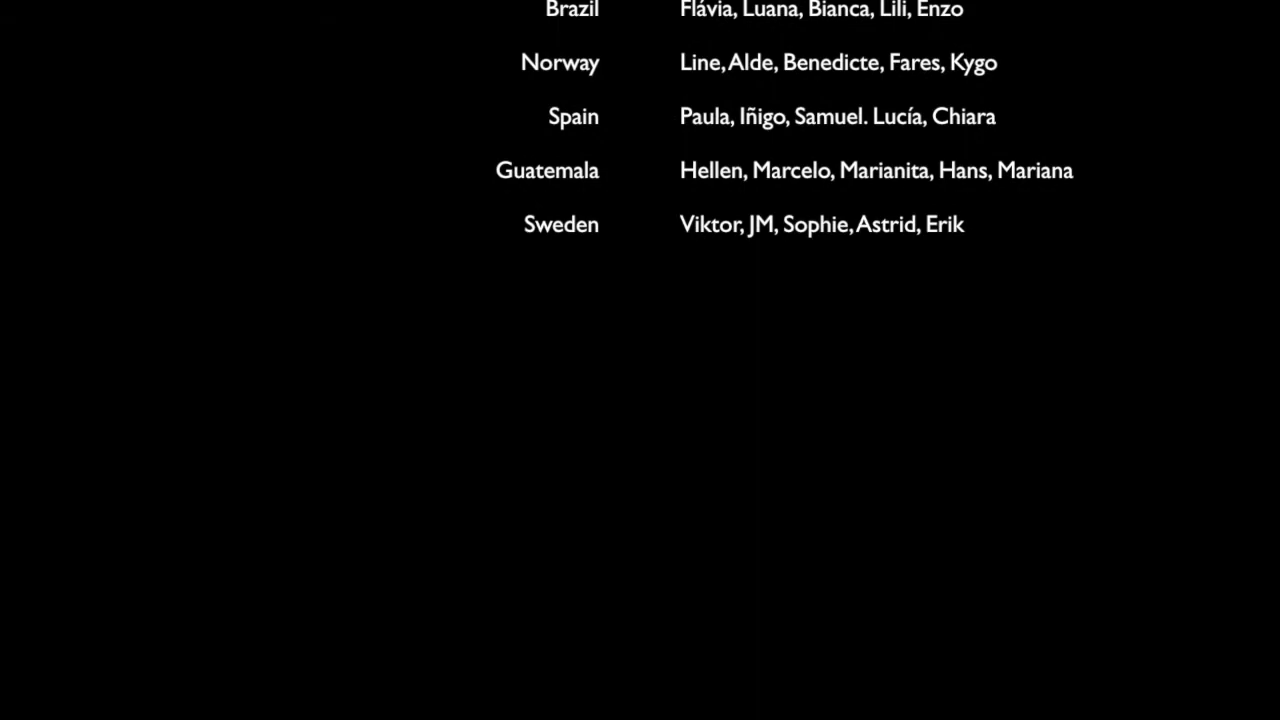 Brazil Flávia, Luana, Bianca, Lili, Enzo
Norway Line, Alde, Benedicte, Fares, Kygo
Spain Paula, Iñigo, Samuel. Lucía, Chiara
Guatemala Hellen, Marcelo, Marianita, Hans, Mariana
Sweden Viktor, JM, Sophie, Astrid, Erik